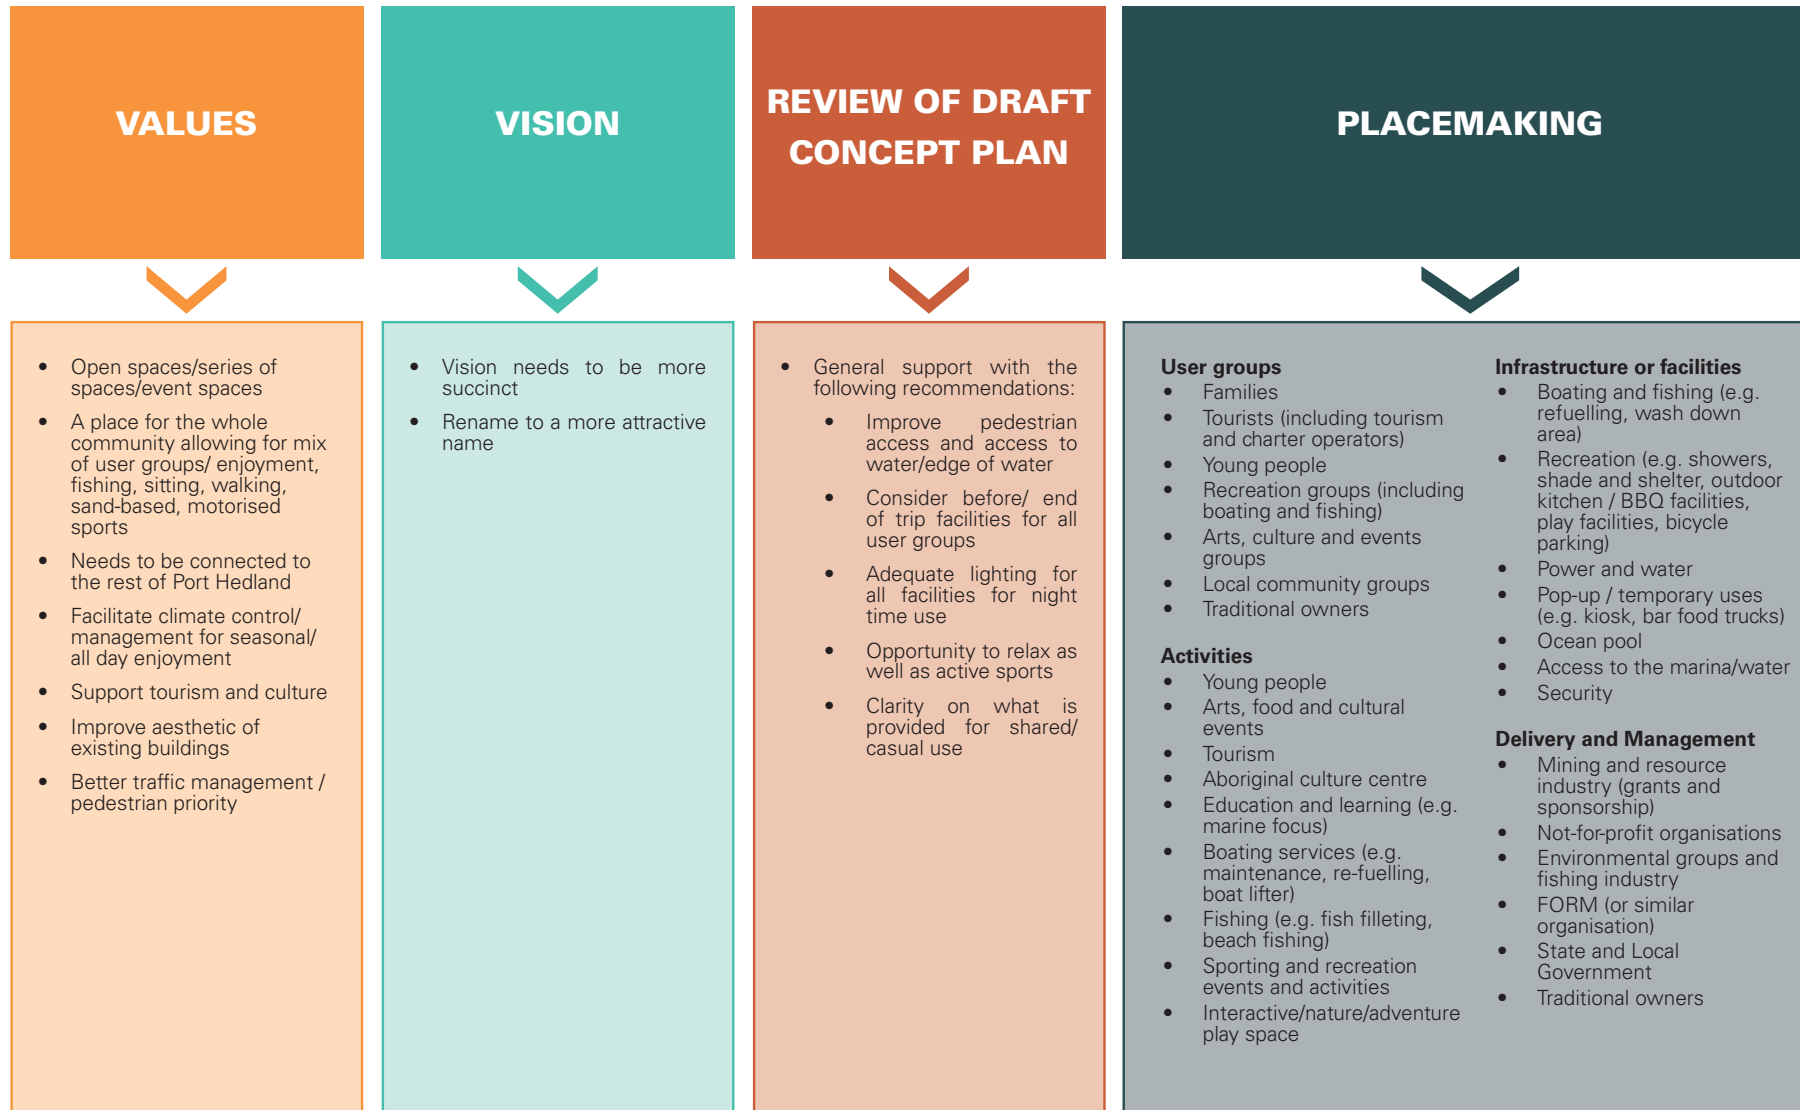 VALUES
• Open spaces/series of
spaces/event spaces
• A place for the whole
community allowing for mix
of user groups/ enjoyment,
fishing, sitting, walking,
sand-based, motorised
sports
• Needs to be connected to
the rest of Port Hedland
• Facilitate climate control/
management for seasonal/
all day enjoyment
• Support tourism and culture
• Improve aesthetic of
existing buildings
• Better traffic management /
pedestrian priority
VISION
• Vision needs to be more
succinct
• Rename to a more attractive
name
REVIEW OF DRAFT
CONCEPT PLAN
• General support with the
following recommendations:
• Improve pedestrian
access and access to
water/edge of water
• Consider before/ end
of trip facilities for all
user groups
• Adequate lighting for
all facilities for night
time use
• Opportunity to relax as
well as active sports
• Clarity on what is
provided for shared/
casual use
PLACEMAKING
User groups
• Families
• Tourists (including tourism
and charter operators)
• Young people
• Recreation groups (including
boating and fishing)
• Arts, culture and events
groups
• Local community groups
• Traditional owners
Activities
• Young people
• Arts, food and cultural
events
• Tourism
• Aboriginal culture centre
• Education and learning (e.g.
marine focus)
• Boating services (e.g.
maintenance, re-fuelling,
boat lifter)
• Fishing (e.g. fish filleting,
beach fishing)
• Sporting and recreation
events and activities
• Interactive/nature/adventure
play space
Infrastructure or facilities
• Boating and fishing (e.g.
refuelling, wash down
area)
• Recreation (e.g. showers,
shade and shelter, outdoor
kitchen / BBQ facilities,
play facilities, bicycle
parking)
• Power and water
• Pop-up / temporary uses
(e.g. kiosk, bar food trucks)
• Ocean pool
• Access to the marina/water
• Security
Delivery and Management
• Mining and resource
industry (grants and
sponsorship)
• Not-for-profit organisations
• Environmental groups and
fishing industry
• FORM (or similar
organisation)
• State and Local
Government
• Traditional owners